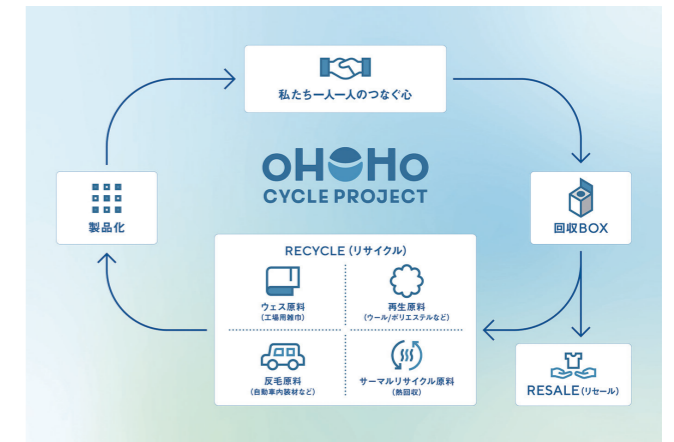 私たち一人一人のつなぐ心
oHoHo
CYCLE PROJECT
製品化
回収BOX
RECYCLE (リサイクル)
ウェス原料
(工場用雑巾)
再生原料
(ウール/ポリエステルなど)
反毛原料
(自動車内装材など)
サーマルリサイクル原料
(熱回収)
RESALE (リセール)